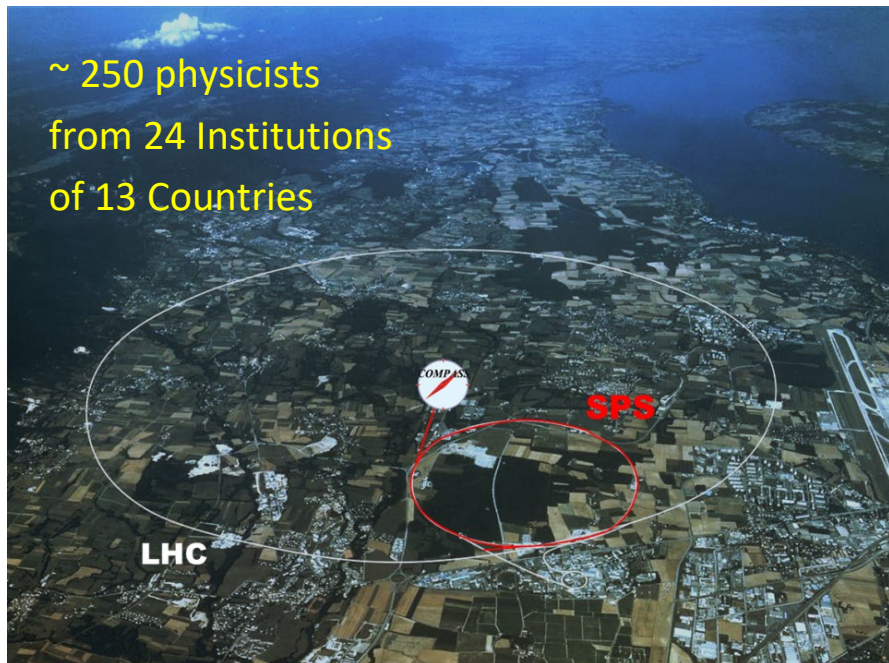 ~ 250 physicists
from 24 Institutions
of 13 Countries
COMPASS
SPS
LHC